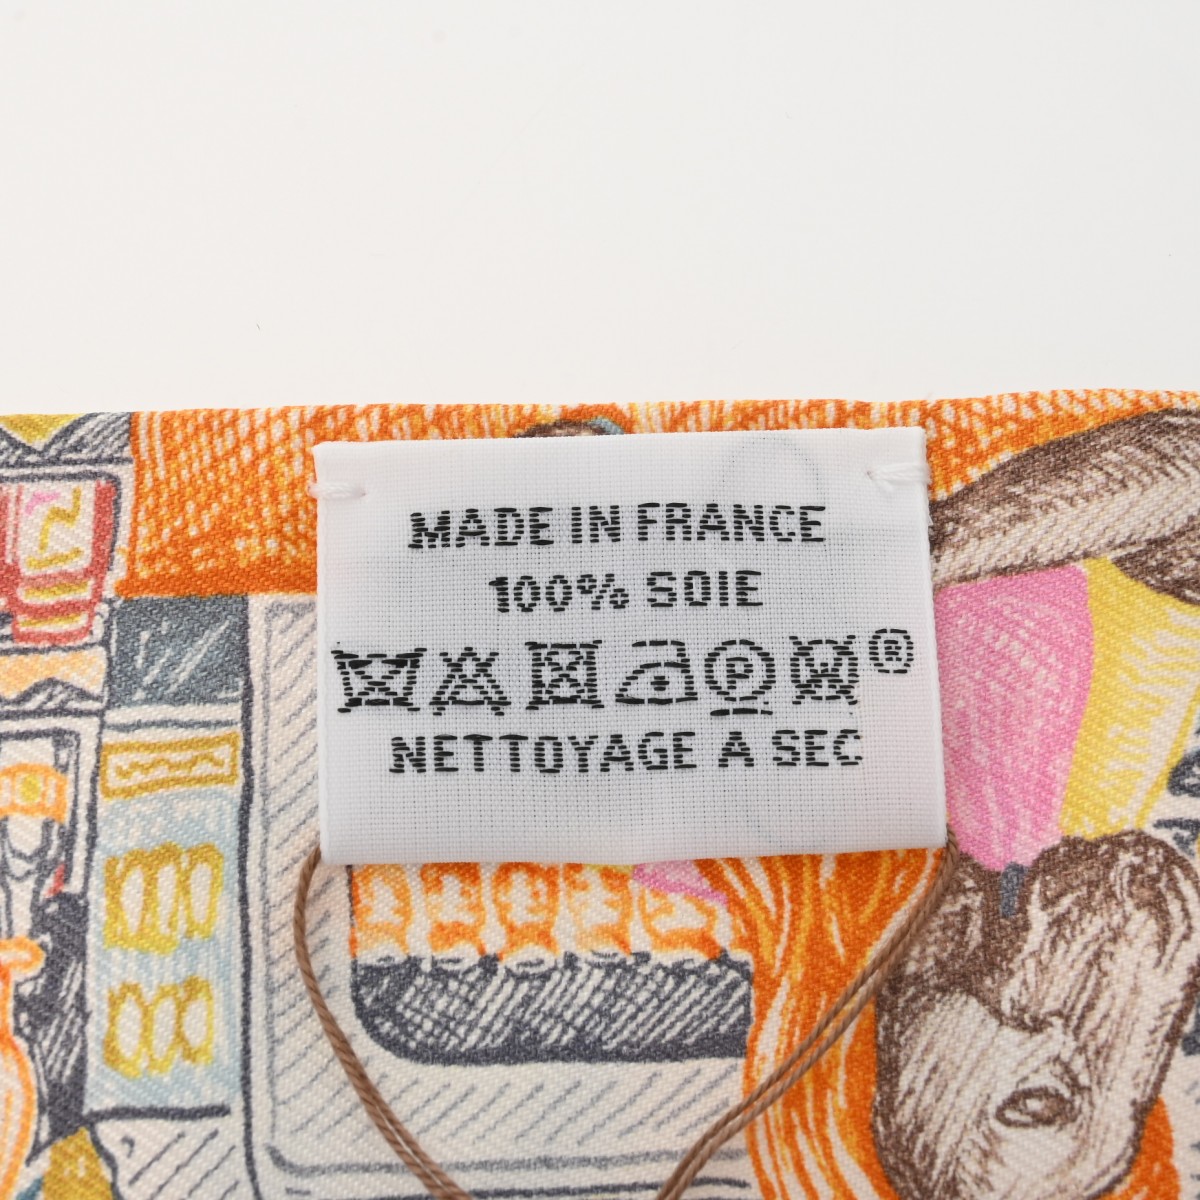 MADE IN FRANCE
100% SOIE
P W ®
NETTOYAGE A SEC